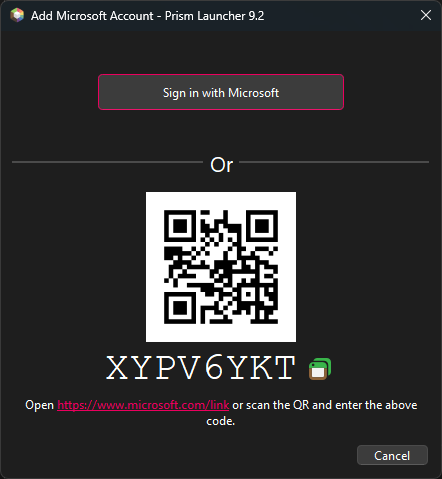 Add Microsoft Account - Prism Launcher 9.2
Sign in with Microsoft
Or
XYPV6YKT
Open https://www.microsoft.com/link or scan the QR and enter the above
code.
Cancel